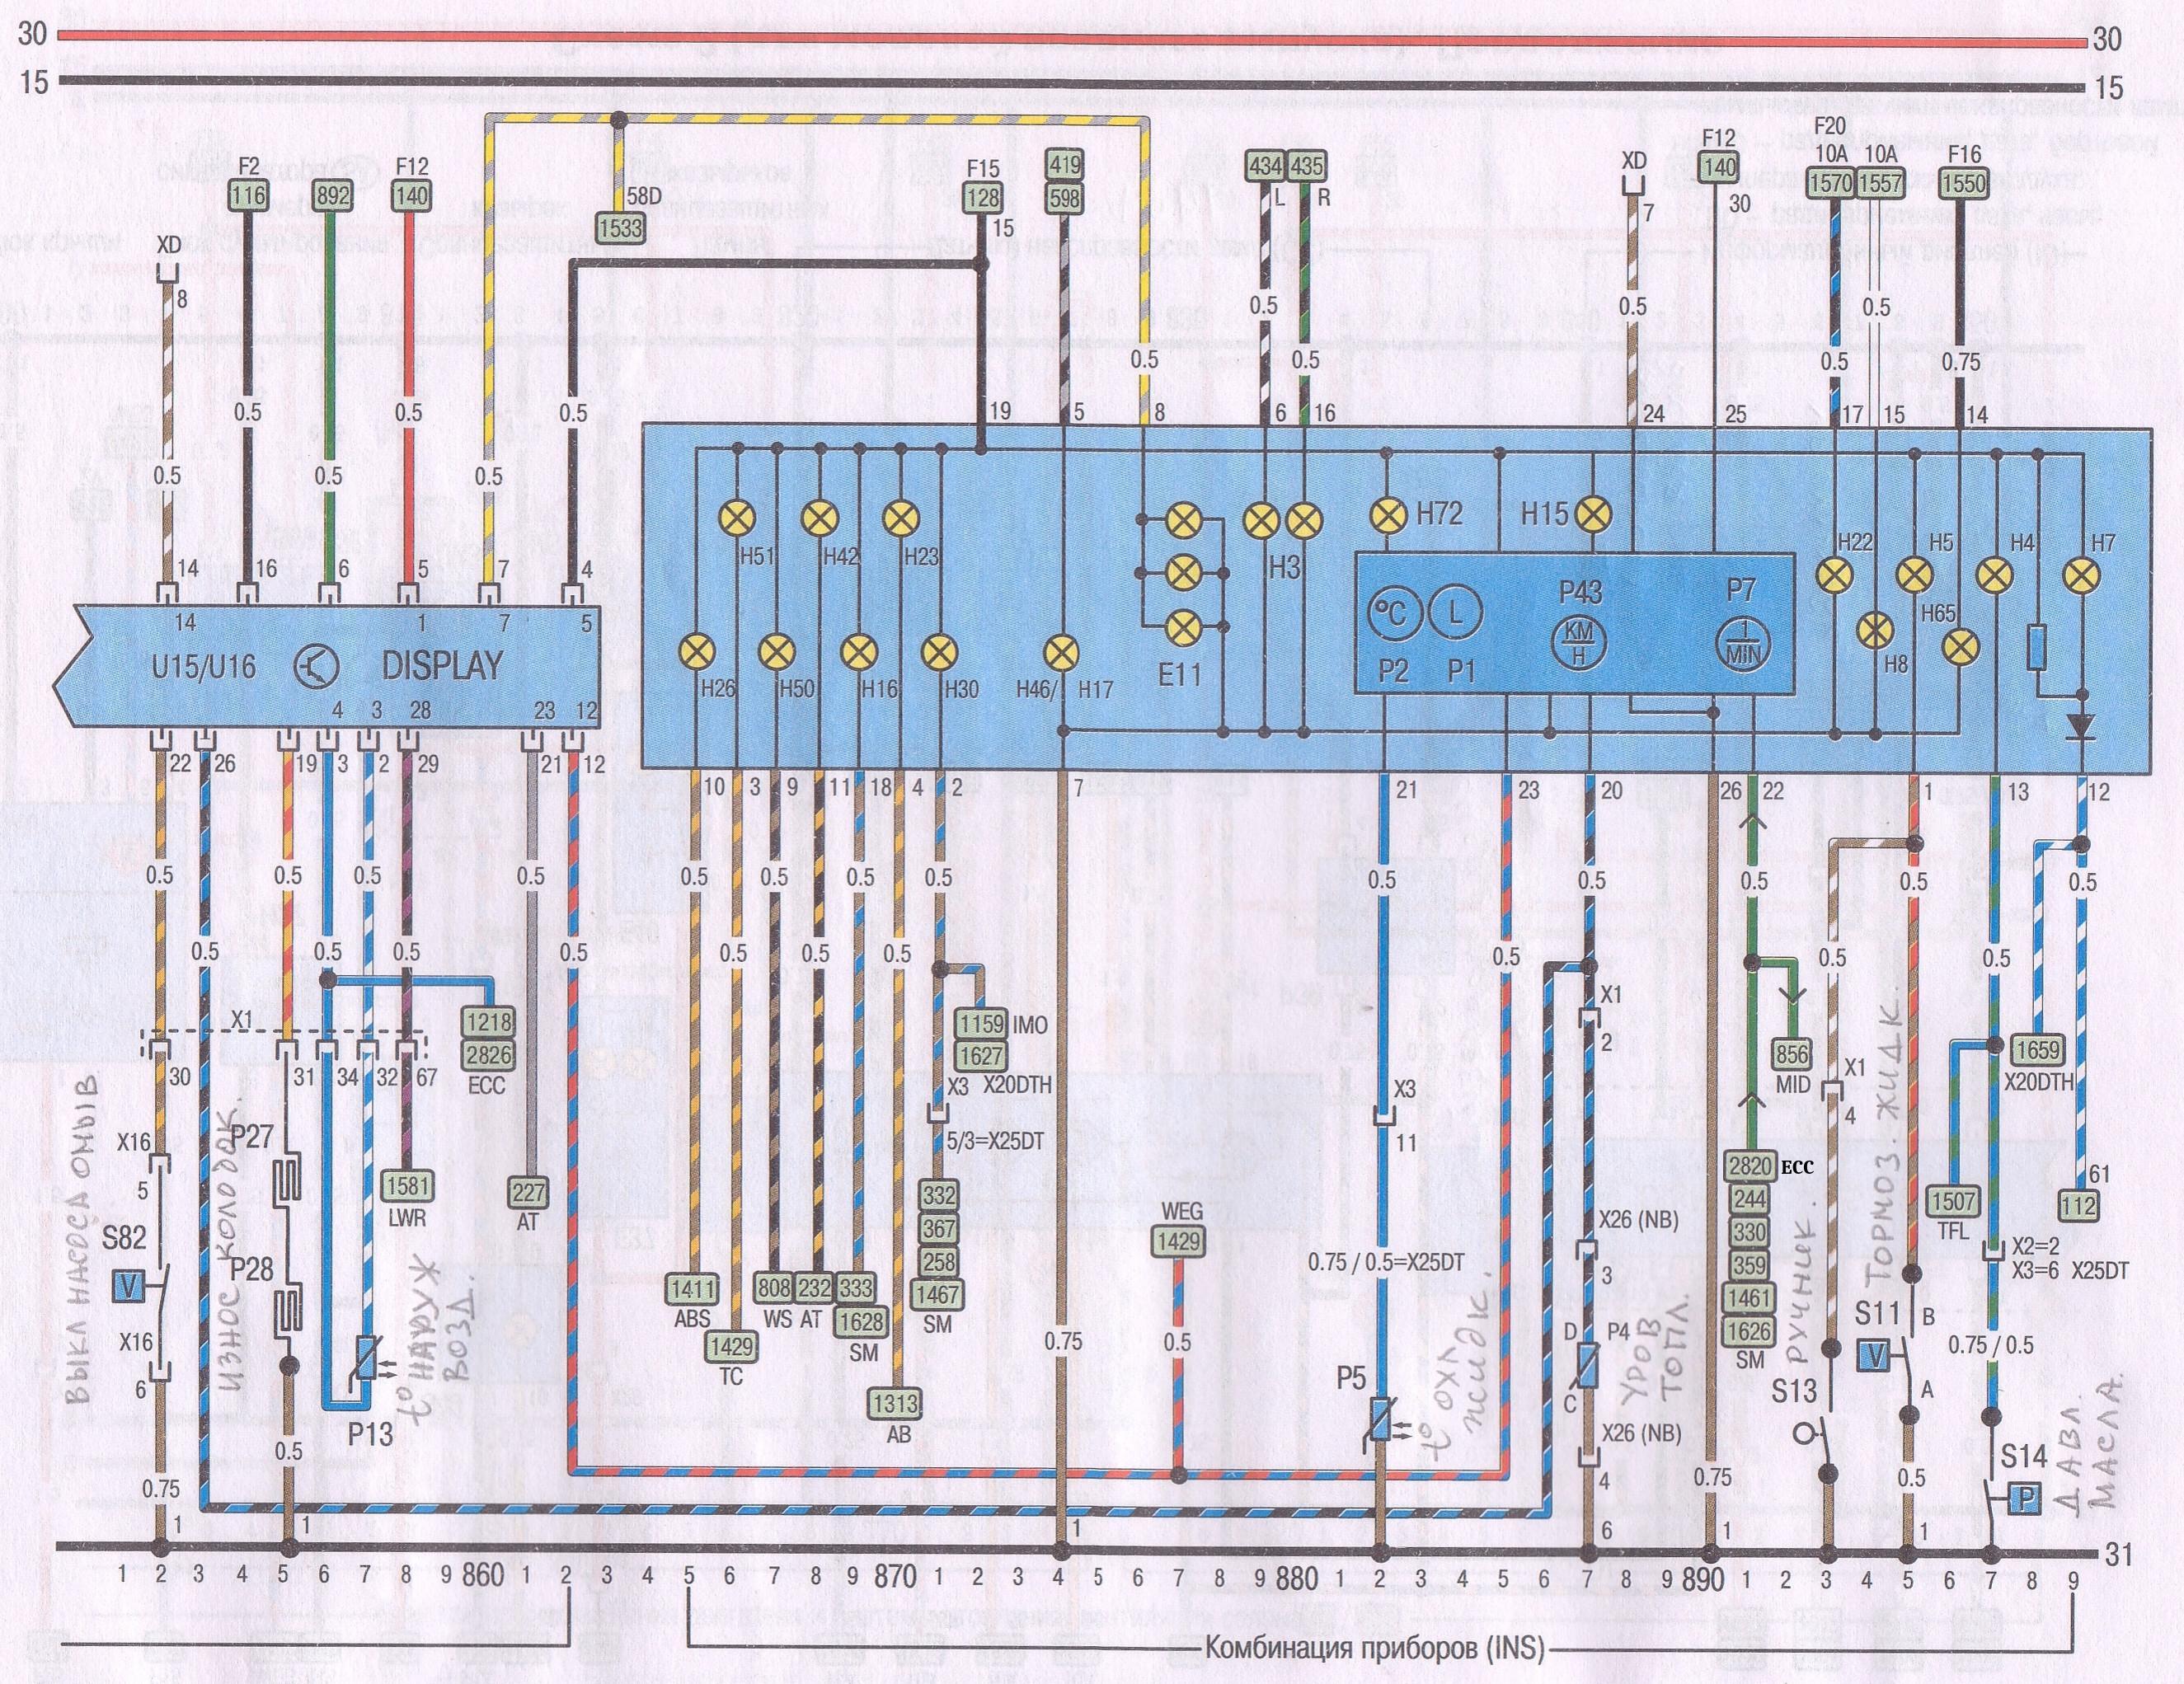 30 30
15 15
F20
F12 10A 10A F16
F2 F12 F15 419 434 435 XD 140 1570 1557 1550
116 892 140 58D 128 598 L R 7 30
1533 15
XD
8
0.5 0.5 0.5 0.5
0.5 0.5 0.5 0.5 0.75
0.5 0.5 0.5 19 5 8 6 16 24 25 17 15 14
0.5 0.5 0.5
14 16 6 5 7 4
H72 H15
H51 H42 H23 H3 H22 H5 H4 H7
14 1 7 5 °C L P43 P7 H65
KM/H 1/MIN
U15/U16 DISPLAY H8
H26 H50 H16 H30 H46/ H17 E11 P2 P1
4 3 28 23 12
22 26 19 3 2 29 21 12 10 3 9 11 18 4 2 7 21 23 20 26 22 1 13 12
0.5 0.5 0.5 0.5 0.5 0.5 0.5 0.5 0.5 0.5 0.5 0.5 0.5
0.5 0.5 0.5 0.5 0.5 0.5 0.5 0.5 0.5 0.5
X1 1218 1159 IMO X1
2826 1627 2 856 1659
30 31 34 32 67 ECC X3 X20DTH X3 MID X1 X20DTH
X16 P27 5/3=X25DT 11 4
5 1581 227 332 2820 ECC 1507 61
S82 LWR AT 367 WEG X26 (NB) 244 TFL 112
V P28 258 1429 3 330 X2=2
1411 808 232 333 1467 0.75 / 0.5=X25DT 359 X3=6 X25DT
ABS WS AT 1628 SM D P4 1461 S11 B
X16 1429 SM 0.75 0.5 1626 V 0.75 / 0.5
6 TC 1313 P5 C SM S13 A
P13 AB X26 (NB) S14
0.5 4 0.75 0.5 P
0.75
1 1 1 6 1 1
31
ВЫКЛ НАСОСА ОМЫВ
ИЗНОС КОЛОДОК.
t° НАРУЖ
ВОЗД.
t° ОХЛ
ЖИДК.
УРОВ
ТОПЛ.
РУЧНИК.
ТОРМОЗ. ЖИДК.
ДАВЛ.
МАСЛА.
1 2 3 4 5 6 7 8 9 860 1 2 3 4 5 6 7 8 9 870 1 2 3 4 5 6 7 8 9 880 1 2 3 4 5 6 7 8 9 890 1 2 3 4 5 6 7 8 9
Комбинация приборов (INS)